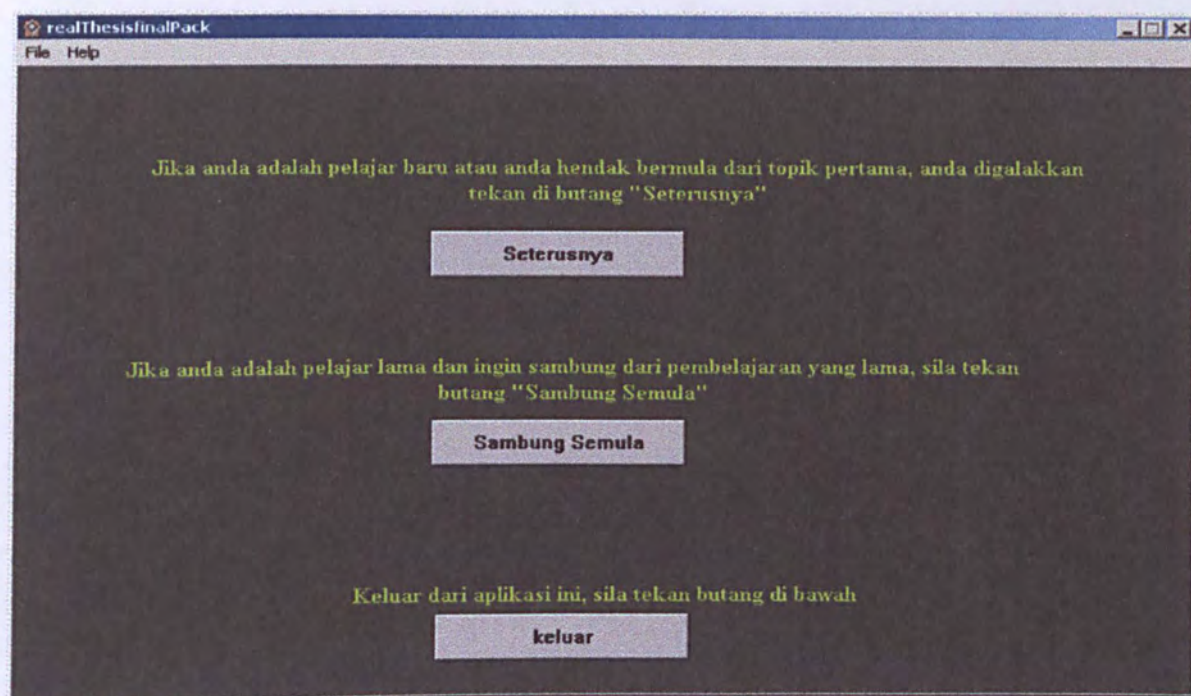 realThesisfinalPack
File Help
Jika anda adalah pelajar baru atau anda hendak bermula dari topik pertama, anda digalakkan
tekan di butang "Seterusnya"
Seterusnya
Jika anda adalah pelajar lama dan ingin sambung dari pembelajaran yang lama, sila tekan
butang "Sambung Semula"
Sambung Semula
Keluar dari aplikasi ini, sila tekan butang di bawah
keluar